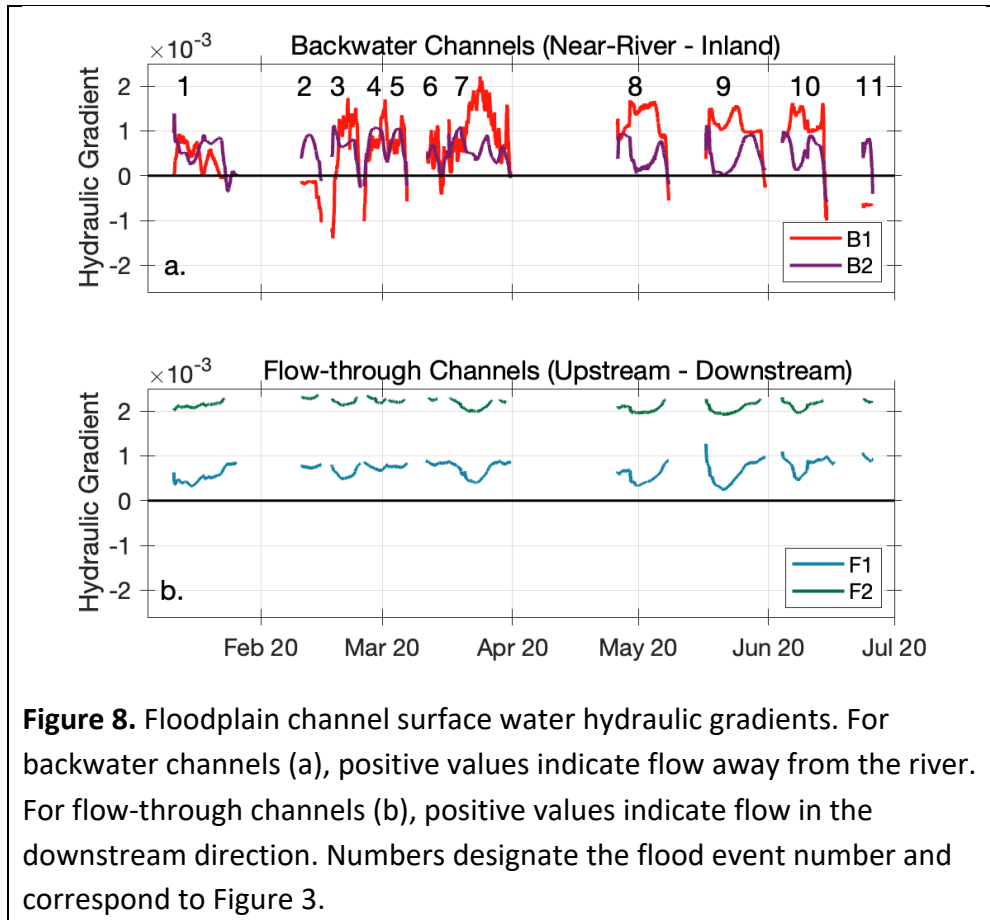 ×10⁻³
Backwater Channels (Near-River - Inland)
1 2 3 4 5 6 7 8 9 10 11
2
1
0
-1
-2
Hydraulic Gradient
a.
B1
B2
×10⁻³
Flow-through Channels (Upstream - Downstream)
2
1
0
-1
-2
Hydraulic Gradient
b.
F1
F2
Feb 20 Mar 20 Apr 20 May 20 Jun 20 Jul 20
Figure 8. Floodplain channel surface water hydraulic gradients. For
backwater channels (a), positive values indicate flow away from the river.
For flow-through channels (b), positive values indicate flow in the
downstream direction. Numbers designate the flood event number and
correspond to Figure 3.